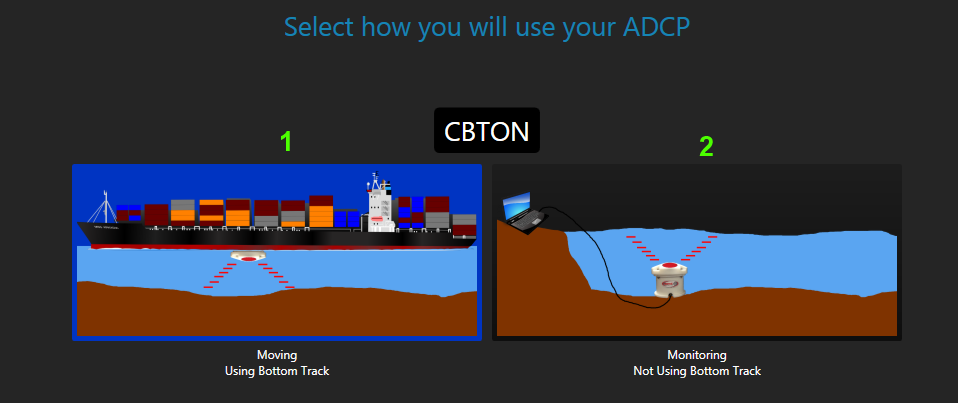 Select how you will use your ADCP
CBTON
1
2
Moving
Using Bottom Track
Monitoring
Not Using Bottom Track